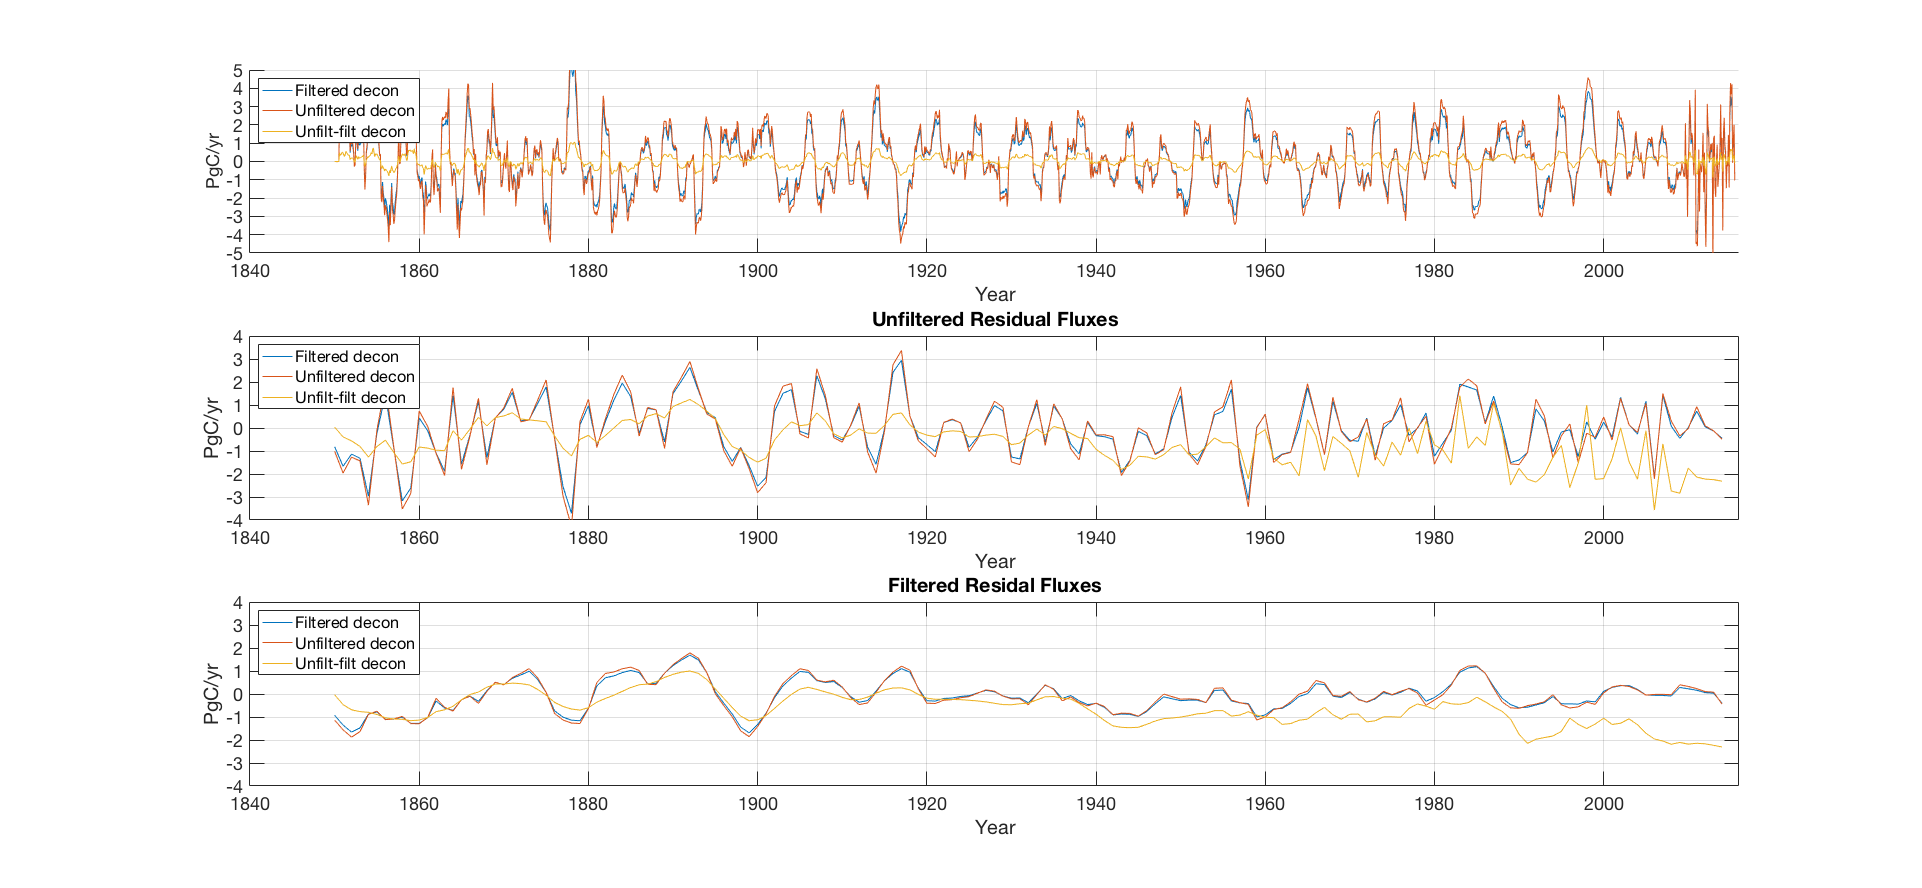 5
4
3
2
1
0
-1
-2
-3
-4
-5
PgC/yr
Filtered decon
Unfiltered decon
Unfilt-filt decon
1840 1860 1880 1900 1920 1940 1960 1980 2000
Year
Unfiltered Residual Fluxes
4
3
2
1
0
-1
-2
-3
-4
PgC/yr
Filtered decon
Unfiltered decon
Unfilt-filt decon
1840 1860 1880 1900 1920 1940 1960 1980 2000
Year
Filtered Residal Fluxes
4
3
2
1
0
-1
-2
-3
-4
PgC/yr
Filtered decon
Unfiltered decon
Unfilt-filt decon
1840 1860 1880 1900 1920 1940 1960 1980 2000
Year